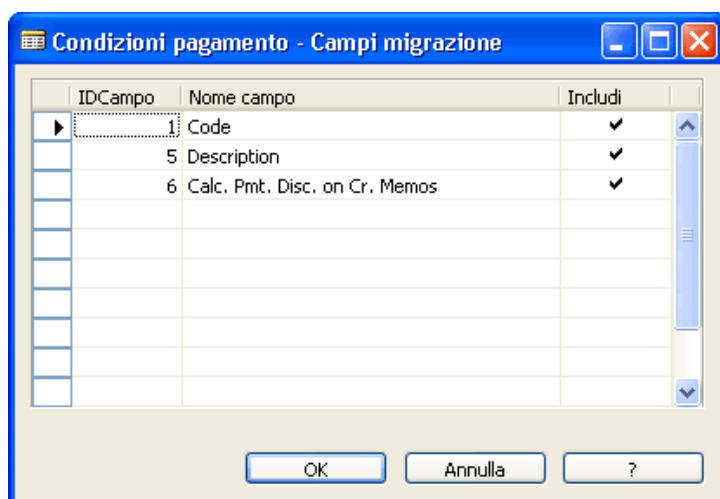 Condizioni pagamento - Campi migrazione
IDCampo Nome campo Includi
1 Code
5 Description
6 Calc. Pmt. Disc. on Cr. Memos
OK Annulla ?